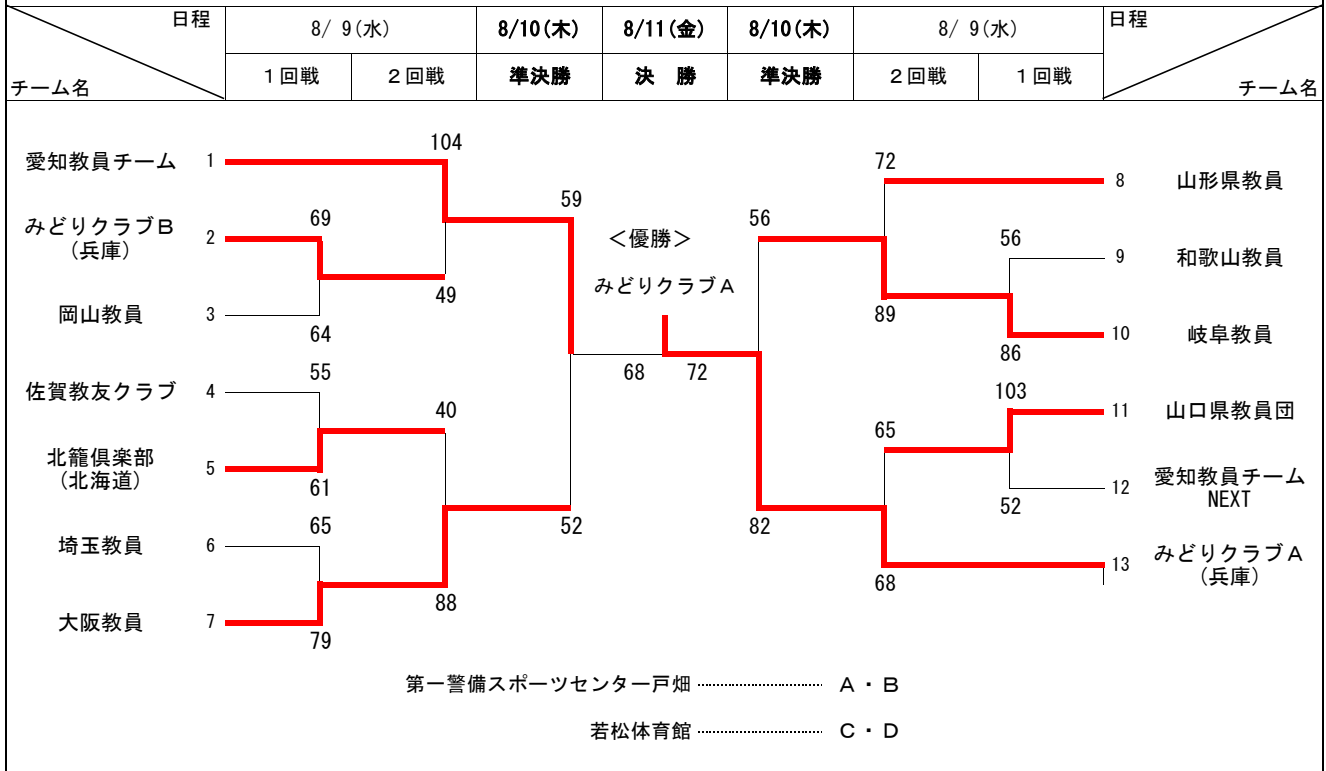 日程 8/ 9(水) 8/10(木) 8/11(金) 8/10(木) 8/ 9(水) 日程
チーム名 1回戦 2回戦 準決勝 決 勝 準決勝 2回戦 1回戦 チーム名
104
愛知教員チーム 1
72
8 山形県教員
59
69
56
みどりクラブB 2
(兵庫)
<優勝>
56
9 和歌山教員
みどりクラブA
49
岡山教員 3
89
64
10 岐阜教員
86
55
68 72
佐賀教友クラブ 4
103
40
11 山口県教員団
65
北籠倶楽部 5
(北海道)
61
12 愛知教員チーム
NEXT
52
65
52
82
埼玉教員 6
13 みどりクラブA
(兵庫)
68
88
大阪教員 7
79
第一警備スポーツセンター戸畑 A・B
若松体育館 C・D